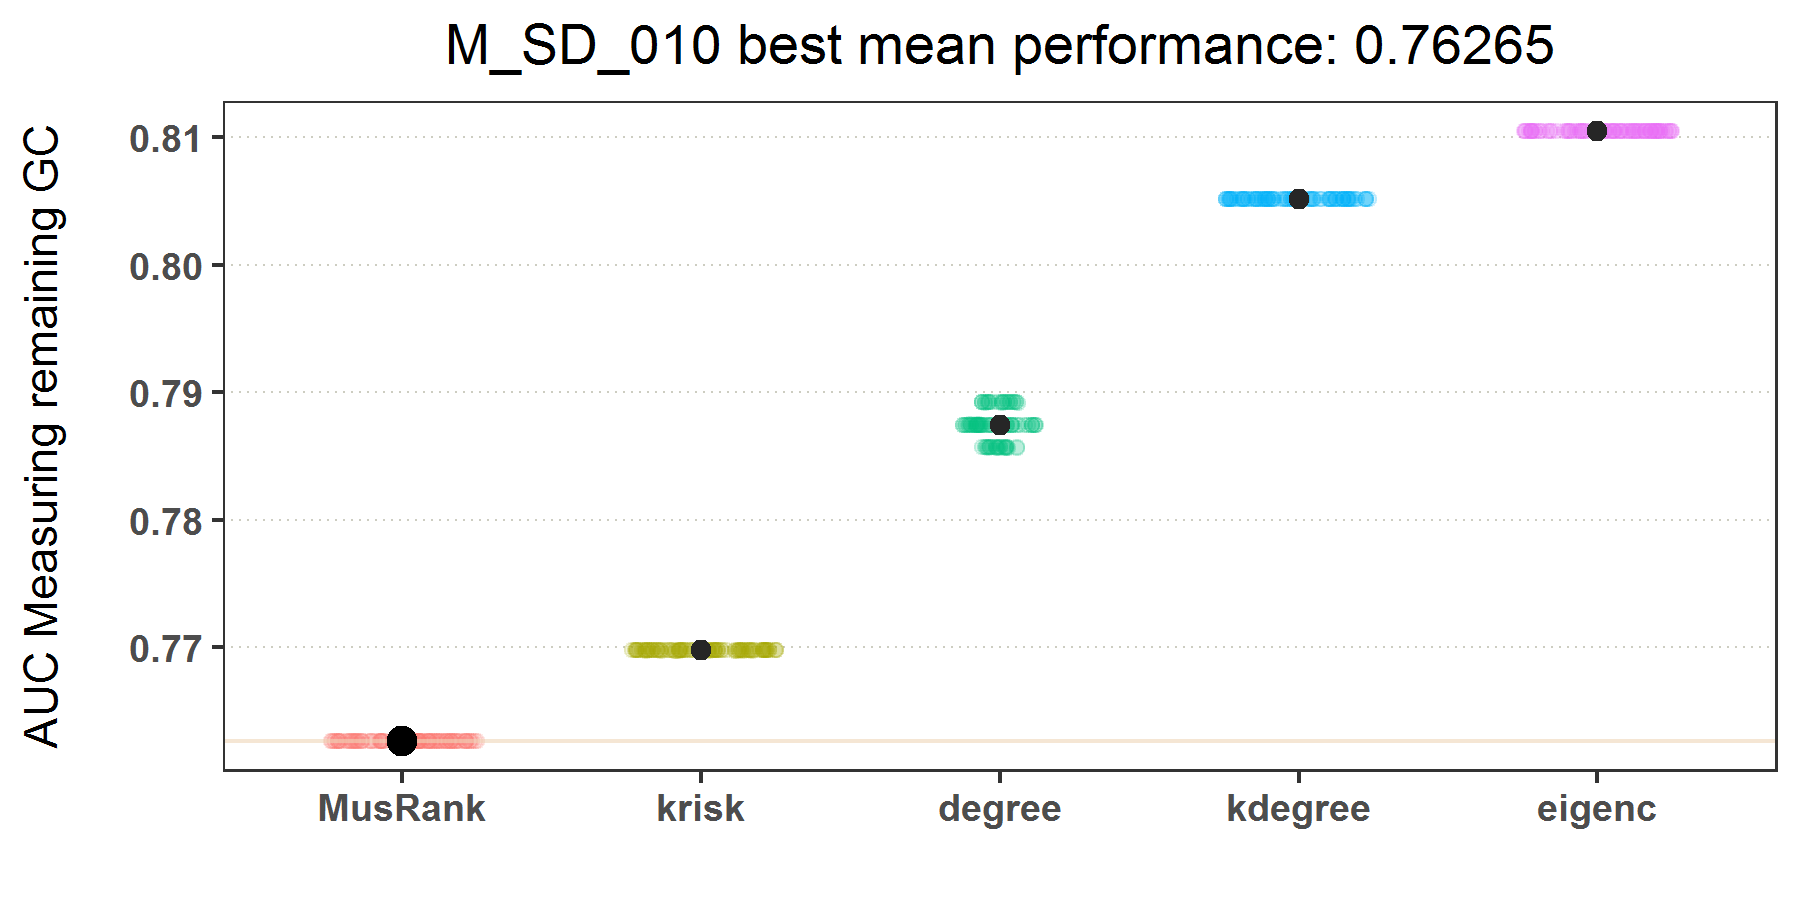 M_SD_010 best mean performance: 0.76265
AUC Measuring remaining GC
0.81
0.80
0.79
0.78
0.77
MusRank
krisk
degree
kdegree
eigenc